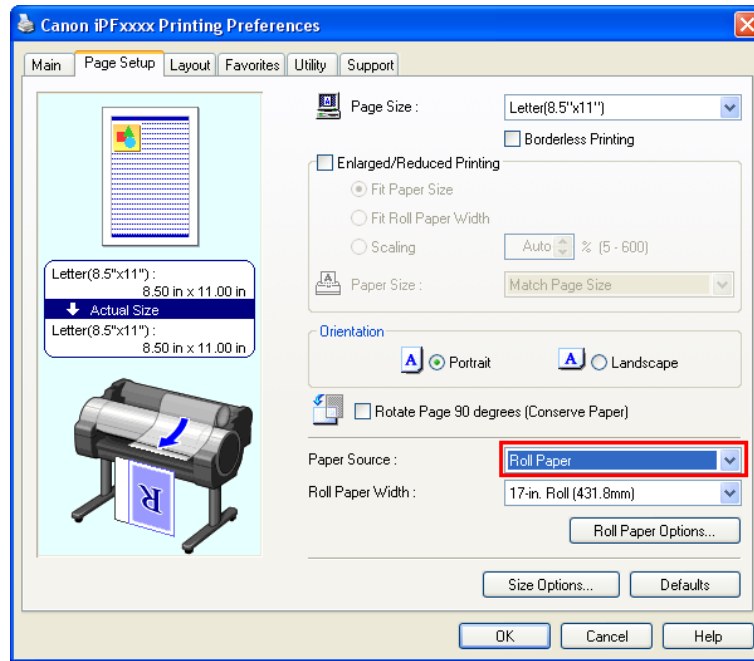 Canon iPFxxxx Printing Preferences
Main Page Setup Layout Favorites Utility Support
Page Size : Letter(8.5"x11")
Borderless Printing
Enlarged/Reduced Printing
Fit Paper Size
Fit Roll Paper Width
Scaling Auto % (5 - 600)
Paper Size : Match Page Size
Letter(8.5"x11") :
8.50 in x 11.00 in
Actual Size
Letter(8.5"x11") :
8.50 in x 11.00 in
Orientation
A Portrait A Landscape
Rotate Page 90 degrees (Conserve Paper)
R
Paper Source : Roll Paper
Roll Paper Width : 17-in. Roll (431.8mm)
Roll Paper Options...
Size Options... Defaults
OK Cancel Help